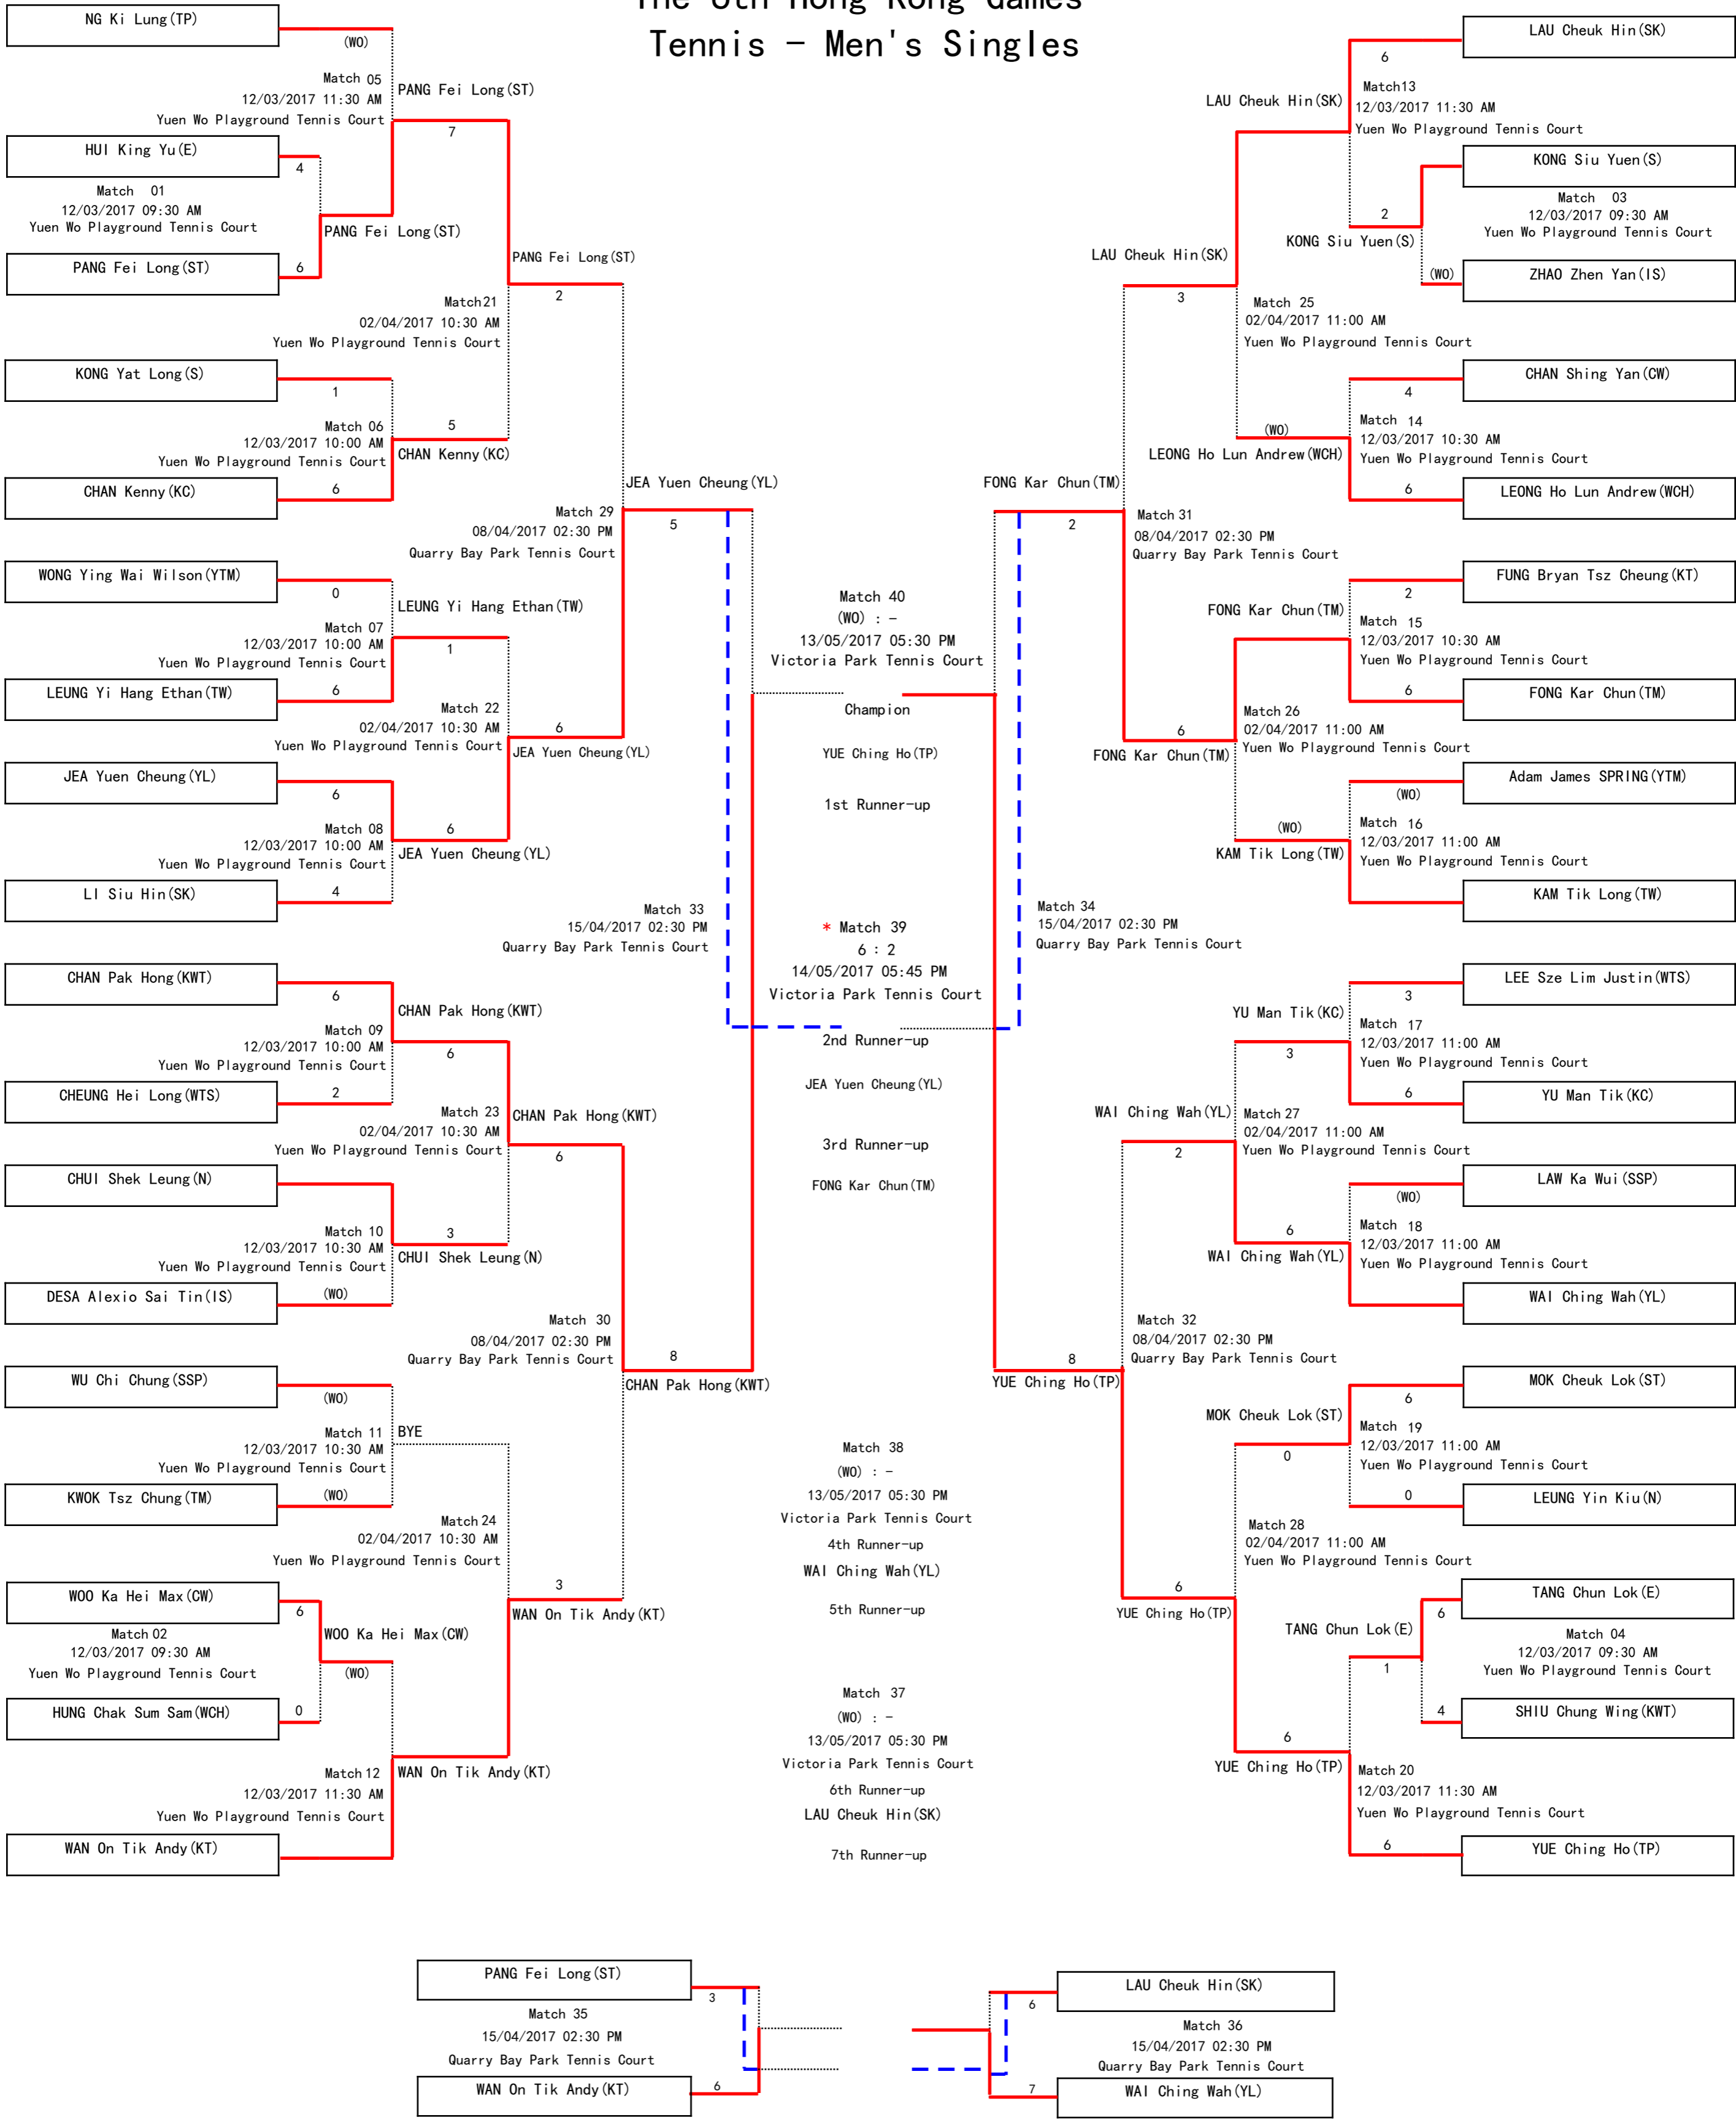 Tennis - Men's Singles
NG Ki Lung(TP)
(WO)
Match 05
12/03/2017 11:30 AM
Yuen Wo Playground Tennis Court
PANG Fei Long(ST)
7
HUI King Yu(E)
4
Match 01
12/03/2017 09:30 AM
Yuen Wo Playground Tennis Court
PANG Fei Long(ST)
PANG Fei Long(ST)
6
PANG Fei Long(ST)
2
Match21
02/04/2017 10:30 AM
Yuen Wo Playground Tennis Court
KONG Yat Long(S)
1
Match 06
12/03/2017 10:00 AM
Yuen Wo Playground Tennis Court
5
CHAN Kenny(KC)
CHAN Kenny(KC)
6
JEA Yuen Cheung(YL)
5
Match 29
08/04/2017 02:30 PM
Quarry Bay Park Tennis Court
WONG Ying Wai Wilson(YTM)
0
LEUNG Yi Hang Ethan(TW)
Match 07
12/03/2017 10:00 AM
Yuen Wo Playground Tennis Court
1
LEUNG Yi Hang Ethan(TW)
6
Match 22
02/04/2017 10:30 AM
Yuen Wo Playground Tennis Court
6
JEA Yuen Cheung(YL)
JEA Yuen Cheung(YL)
6
Match 08
12/03/2017 10:00 AM
Yuen Wo Playground Tennis Court
6
JEA Yuen Cheung(YL)
LI Siu Hin(SK)
4
Match 33
15/04/2017 02:30 PM
Quarry Bay Park Tennis Court
CHAN Pak Hong(KWT)
6
CHAN Pak Hong(KWT)
Match 09
12/03/2017 10:00 AM
Yuen Wo Playground Tennis Court
6
CHEUNG Hei Long(WTS)
2
Match 23
02/04/2017 10:30 AM
Yuen Wo Playground Tennis Court
CHAN Pak Hong(KWT)
6
CHUI Shek Leung(N)
Match 10
12/03/2017 10:30 AM
Yuen Wo Playground Tennis Court
3
CHUI Shek Leung(N)
DESA Alexio Sai Tin(IS)
(WO)
Match 30
08/04/2017 02:30 PM
Quarry Bay Park Tennis Court
8
CHAN Pak Hong(KWT)
WU Chi Chung(SSP)
(WO)
Match 11
12/03/2017 10:30 AM
Yuen Wo Playground Tennis Court
BYE
KWOK Tsz Chung(TM)
(WO)
Match 24
02/04/2017 10:30 AM
Yuen Wo Playground Tennis Court
3
WAN On Tik Andy(KT)
WOO Ka Hei Max(CW)
6
Match 02
12/03/2017 09:30 AM
Yuen Wo Playground Tennis Court
WOO Ka Hei Max(CW)
(WO)
HUNG Chak Sum Sam(WCH)
0
Match 12
12/03/2017 11:30 AM
Yuen Wo Playground Tennis Court
WAN On Tik Andy(KT)
WAN On Tik Andy(KT)
Match 40
(WO) : -
13/05/2017 05:30 PM
Victoria Park Tennis Court
Champion
YUE Ching Ho(TP)
1st Runner-up
* Match 39
6 : 2
14/05/2017 05:45 PM
Victoria Park Tennis Court
2nd Runner-up
JEA Yuen Cheung(YL)
3rd Runner-up
FONG Kar Chun(TM)
Match 38
(WO) : -
13/05/2017 05:30 PM
Victoria Park Tennis Court
4th Runner-up
WAI Ching Wah(YL)
5th Runner-up
Match 37
(WO) : -
13/05/2017 05:30 PM
Victoria Park Tennis Court
6th Runner-up
LAU Cheuk Hin(SK)
7th Runner-up
LAU Cheuk Hin(SK)
6
LAU Cheuk Hin(SK)
Match13
12/03/2017 11:30 AM
Yuen Wo Playground Tennis Court
KONG Siu Yuen(S)
Match 03
12/03/2017 09:30 AM
Yuen Wo Playground Tennis Court
2
KONG Siu Yuen(S)
ZHAO Zhen Yan(IS)
(WO)
LAU Cheuk Hin(SK)
3
Match 25
02/04/2017 11:00 AM
Yuen Wo Playground Tennis Court
CHAN Shing Yan(CW)
4
Match 14
12/03/2017 10:30 AM
Yuen Wo Playground Tennis Court
(WO)
LEONG Ho Lun Andrew(WCH)
6
LEONG Ho Lun Andrew(WCH)
FONG Kar Chun(TM)
2
Match 31
08/04/2017 02:30 PM
Quarry Bay Park Tennis Court
FUNG Bryan Tsz Cheung(KT)
2
FONG Kar Chun(TM)
Match 15
12/03/2017 10:30 AM
Yuen Wo Playground Tennis Court
6
FONG Kar Chun(TM)
Match 26
02/04/2017 11:00 AM
Yuen Wo Playground Tennis Court
6
FONG Kar Chun(TM)
Adam James SPRING(YTM)
(WO)
Match 16
12/03/2017 11:00 AM
Yuen Wo Playground Tennis Court
(WO)
KAM Tik Long(TW)
KAM Tik Long(TW)
Match 34
15/04/2017 02:30 PM
Quarry Bay Park Tennis Court
LEE Sze Lim Justin(WTS)
3
YU Man Tik(KC)
Match 17
12/03/2017 11:00 AM
Yuen Wo Playground Tennis Court
3
6
YU Man Tik(KC)
WAI Ching Wah(YL)
2
Match 27
02/04/2017 11:00 AM
Yuen Wo Playground Tennis Court
LAW Ka Wui(SSP)
(WO)
Match 18
12/03/2017 11:00 AM
Yuen Wo Playground Tennis Court
6
WAI Ching Wah(YL)
WAI Ching Wah(YL)
Match 32
08/04/2017 02:30 PM
Quarry Bay Park Tennis Court
8
YUE Ching Ho(TP)
MOK Cheuk Lok(ST)
6
MOK Cheuk Lok(ST)
Match 19
12/03/2017 11:00 AM
Yuen Wo Playground Tennis Court
0
0
LEUNG Yin Kiu(N)
Match 28
02/04/2017 11:00 AM
Yuen Wo Playground Tennis Court
6
YUE Ching Ho(TP)
TANG Chun Lok(E)
6
Match 04
12/03/2017 09:30 AM
Yuen Wo Playground Tennis Court
TANG Chun Lok(E)
1
4
SHIU Chung Wing(KWT)
6
YUE Ching Ho(TP)
Match 20
12/03/2017 11:30 AM
Yuen Wo Playground Tennis Court
6
YUE Ching Ho(TP)
PANG Fei Long(ST)
3
Match 35
15/04/2017 02:30 PM
Quarry Bay Park Tennis Court
WAN On Tik Andy(KT)
6
LAU Cheuk Hin(SK)
6
Match 36
15/04/2017 02:30 PM
Quarry Bay Park Tennis Court
7
WAI Ching Wah(YL)